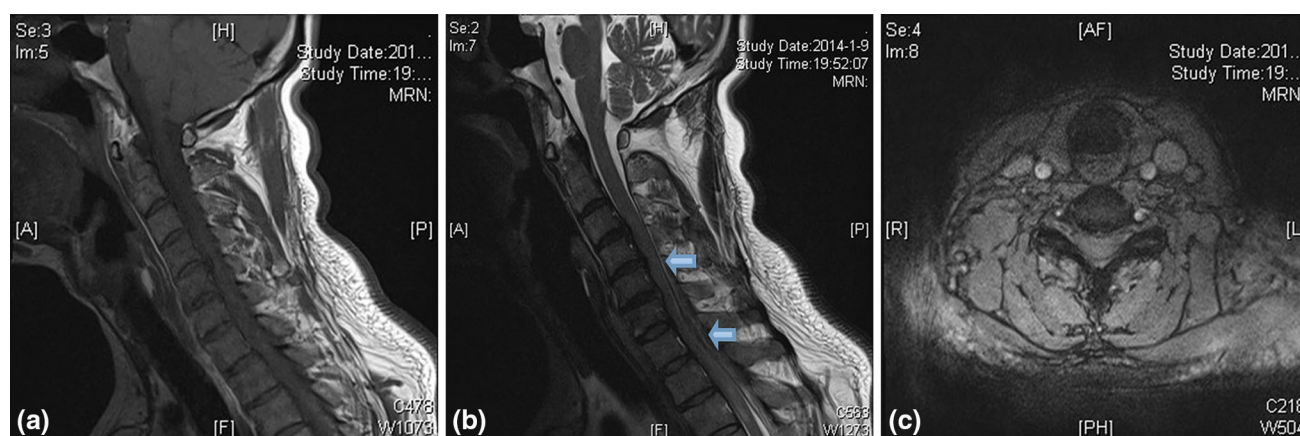 Se:3
Im:5
[H]
.
Study Date:201...
Study Time:19:...
MRN:
[A]
[P]
(a)
[F]
C478
W1073
Se:2
Im:7
[H]
.
Study Date:2014-1-9
Study Time:19:52:07
MRN:
[A]
[P]
(b)
[F]
C563
W1273
Se:4
Im:8
[AF]
.
Study Date:201...
Study Time:19:...
MRN
[R]
[L
(c)
[PH]
C218
W504